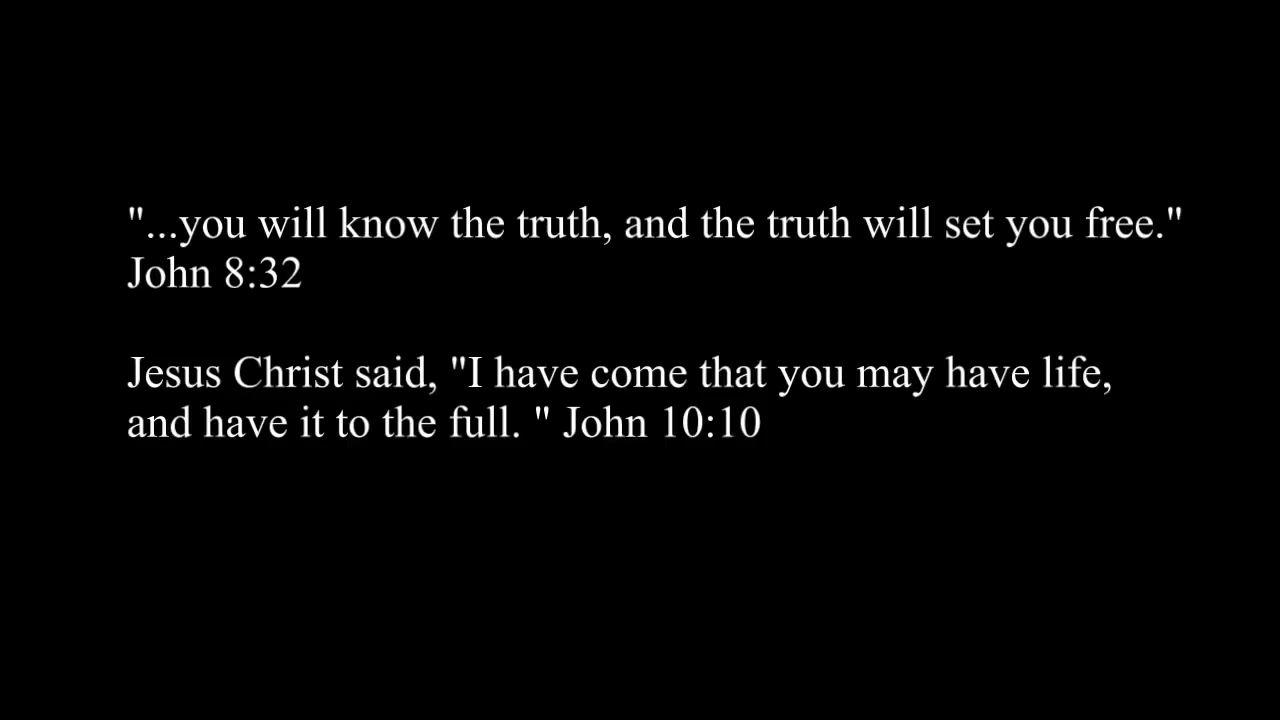 "...you will know the truth, and the truth will set you free."
John 8:32
Jesus Christ said, "I have come that you may have life,
and have it to the full. " John 10:10